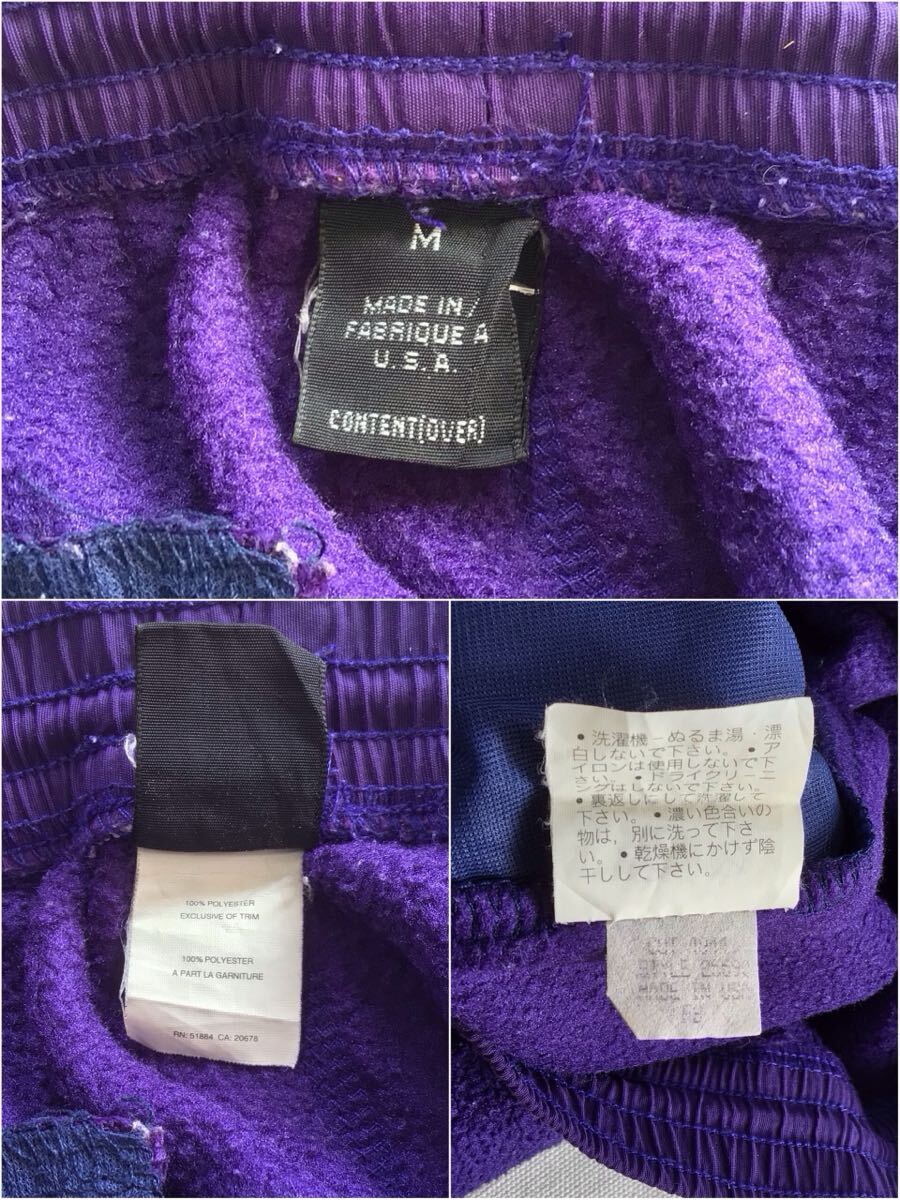 M
MADE IN/
FABRIQUE A
U.S.A.
CONTENT(OVER)
100% POLYESTER
EXCLUSIVE OF TRIM
100% POLYESTER
A PART LA GARNITURE
RN: 51884 CA: 20678
•洗濯機－ぬるま湯・漂
白しないで下さい。•ア
イロンは使用しないで下
さい。•ドライクリーニ
ングはしないで下さい。
•裏返しにして洗濯して
下さい。•濃い色合いの
物は，別に洗って下さ
い。•乾燥機にかけず陰
干しして下さい。
MADE IN USA